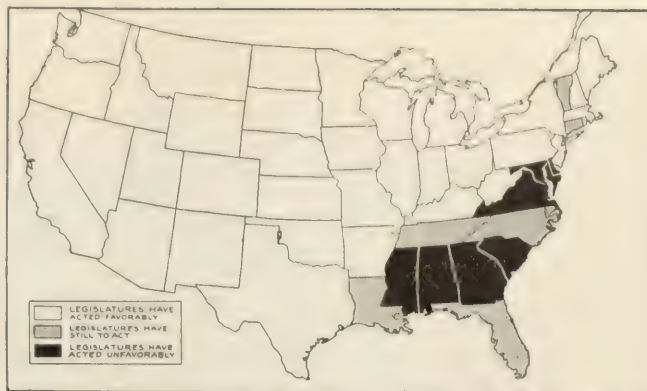 LEGISLATURES HAVE
ACTED FAVORABLY
LEGISLATURES HAVE
STILL TO ACT
LEGISLATURES HAVE
ACTED UNFAVORABLY